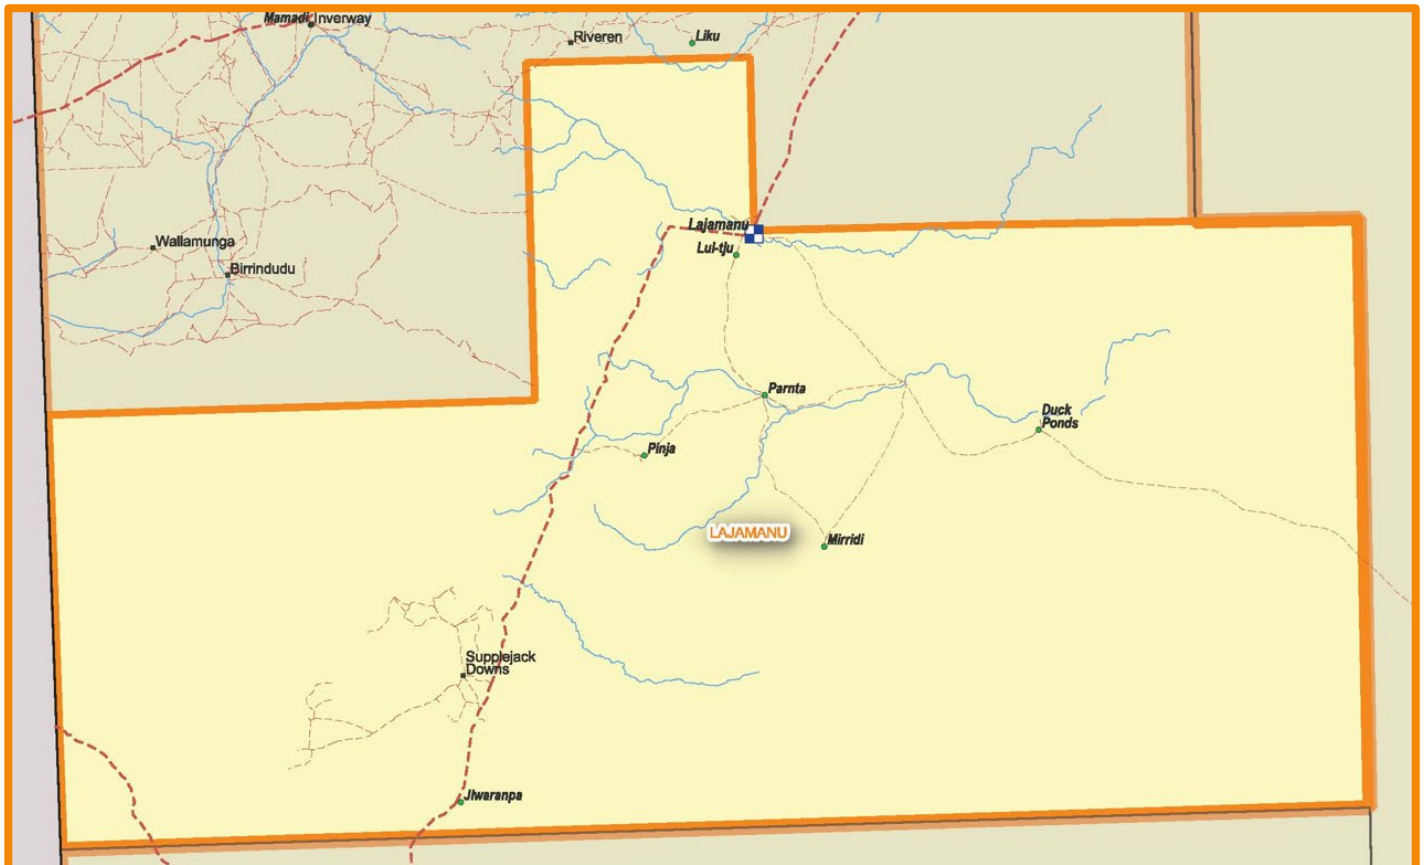 Mamadi
Inverway
Riveren
Liku
Lajamanu
Lul-tju
Wallamunga
Birrindudu
Parnta
Duck
Ponds
Pinja
LAJAMANU
Mirridi
Supplejack
Downs
Jiwaranpa